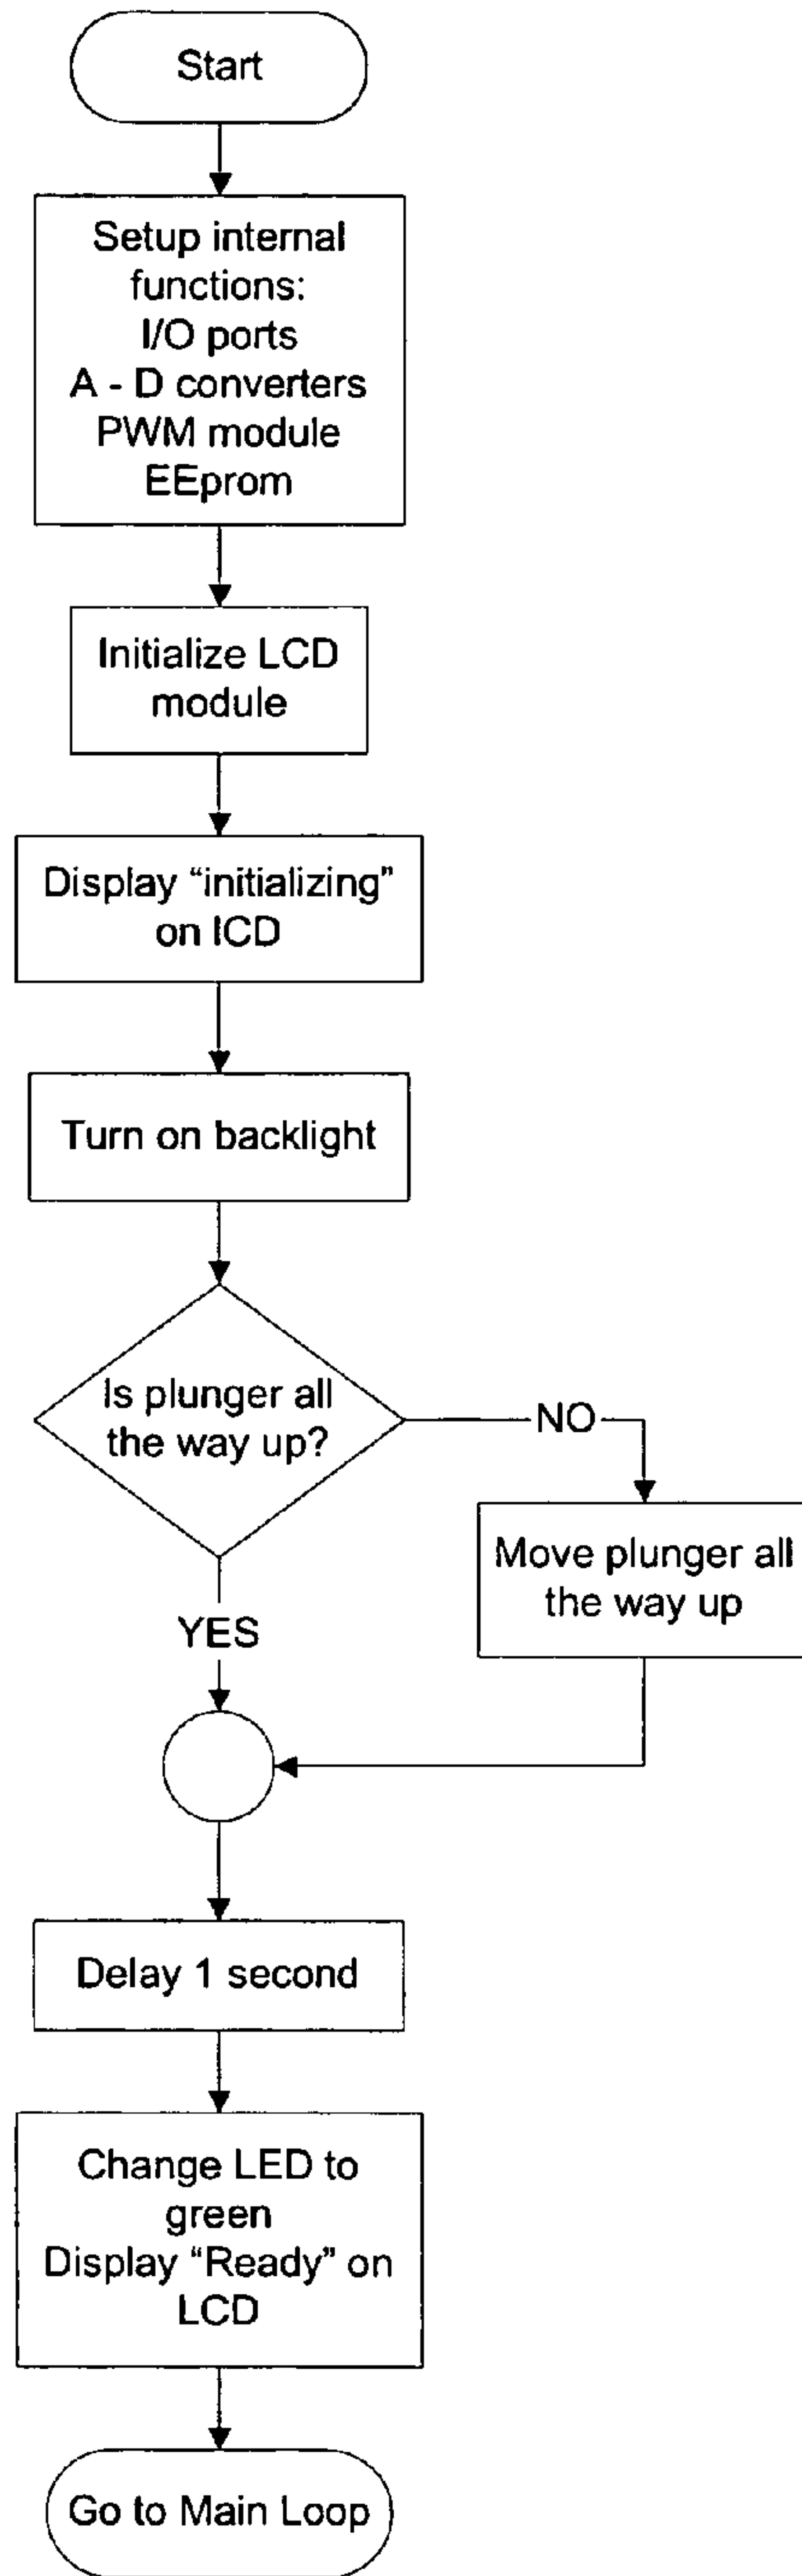 Start
Setup internal
functions:
I/O ports
A - D converters
PWM module
EEprom
Initialize LCD
module
Display “initializing”
on ICD
Turn on backlight
Is plunger all
the way up?
NO
Move plunger all
the way up
YES
Delay 1 second
Change LED to
green
Display “Ready” on
LCD
Go to Main Loop